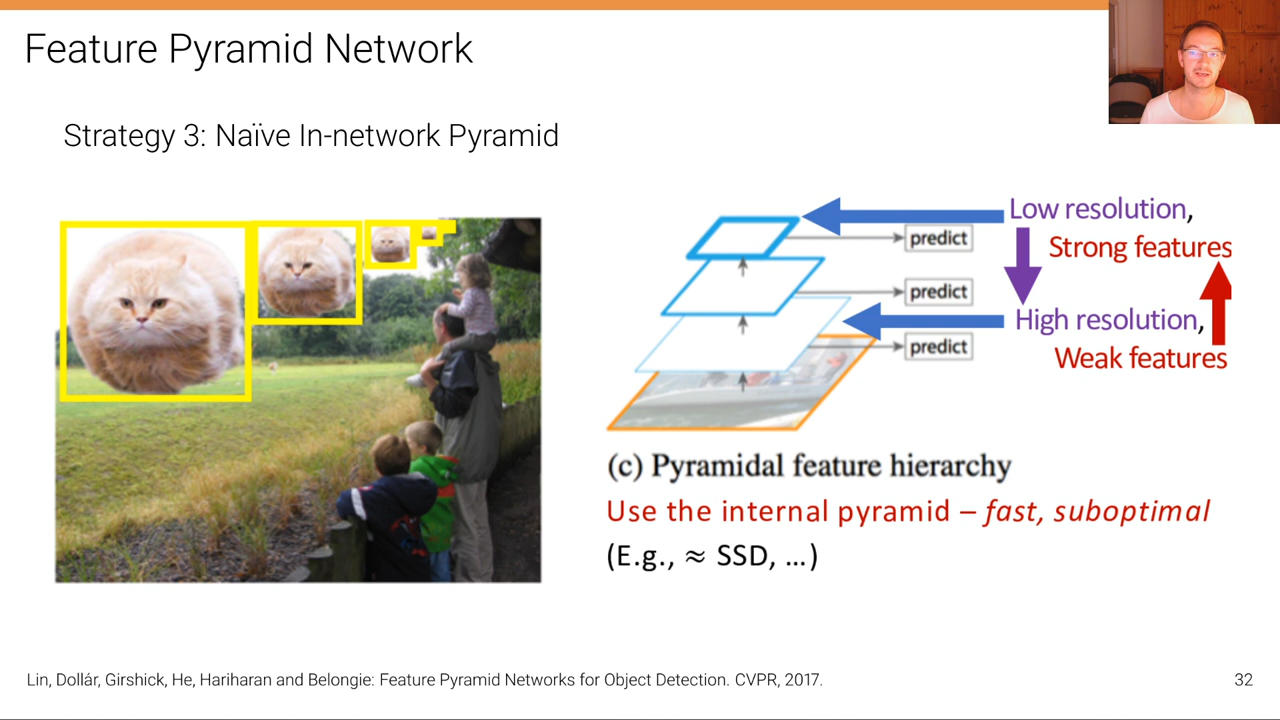 Feature Pyramid Network
Strategy 3: Naïve In-network Pyramid
Low resolution,
Strong features
predict
predict
High resolution,
predict
Weak features
(c) Pyramidal feature hierarchy
Use the internal pyramid – fast, suboptimal
(E.g., ≈ SSD, ...)
Lin, Dollár, Girshick, He, Hariharan and Belongie: Feature Pyramid Networks for Object Detection. CVPR, 2017.
32